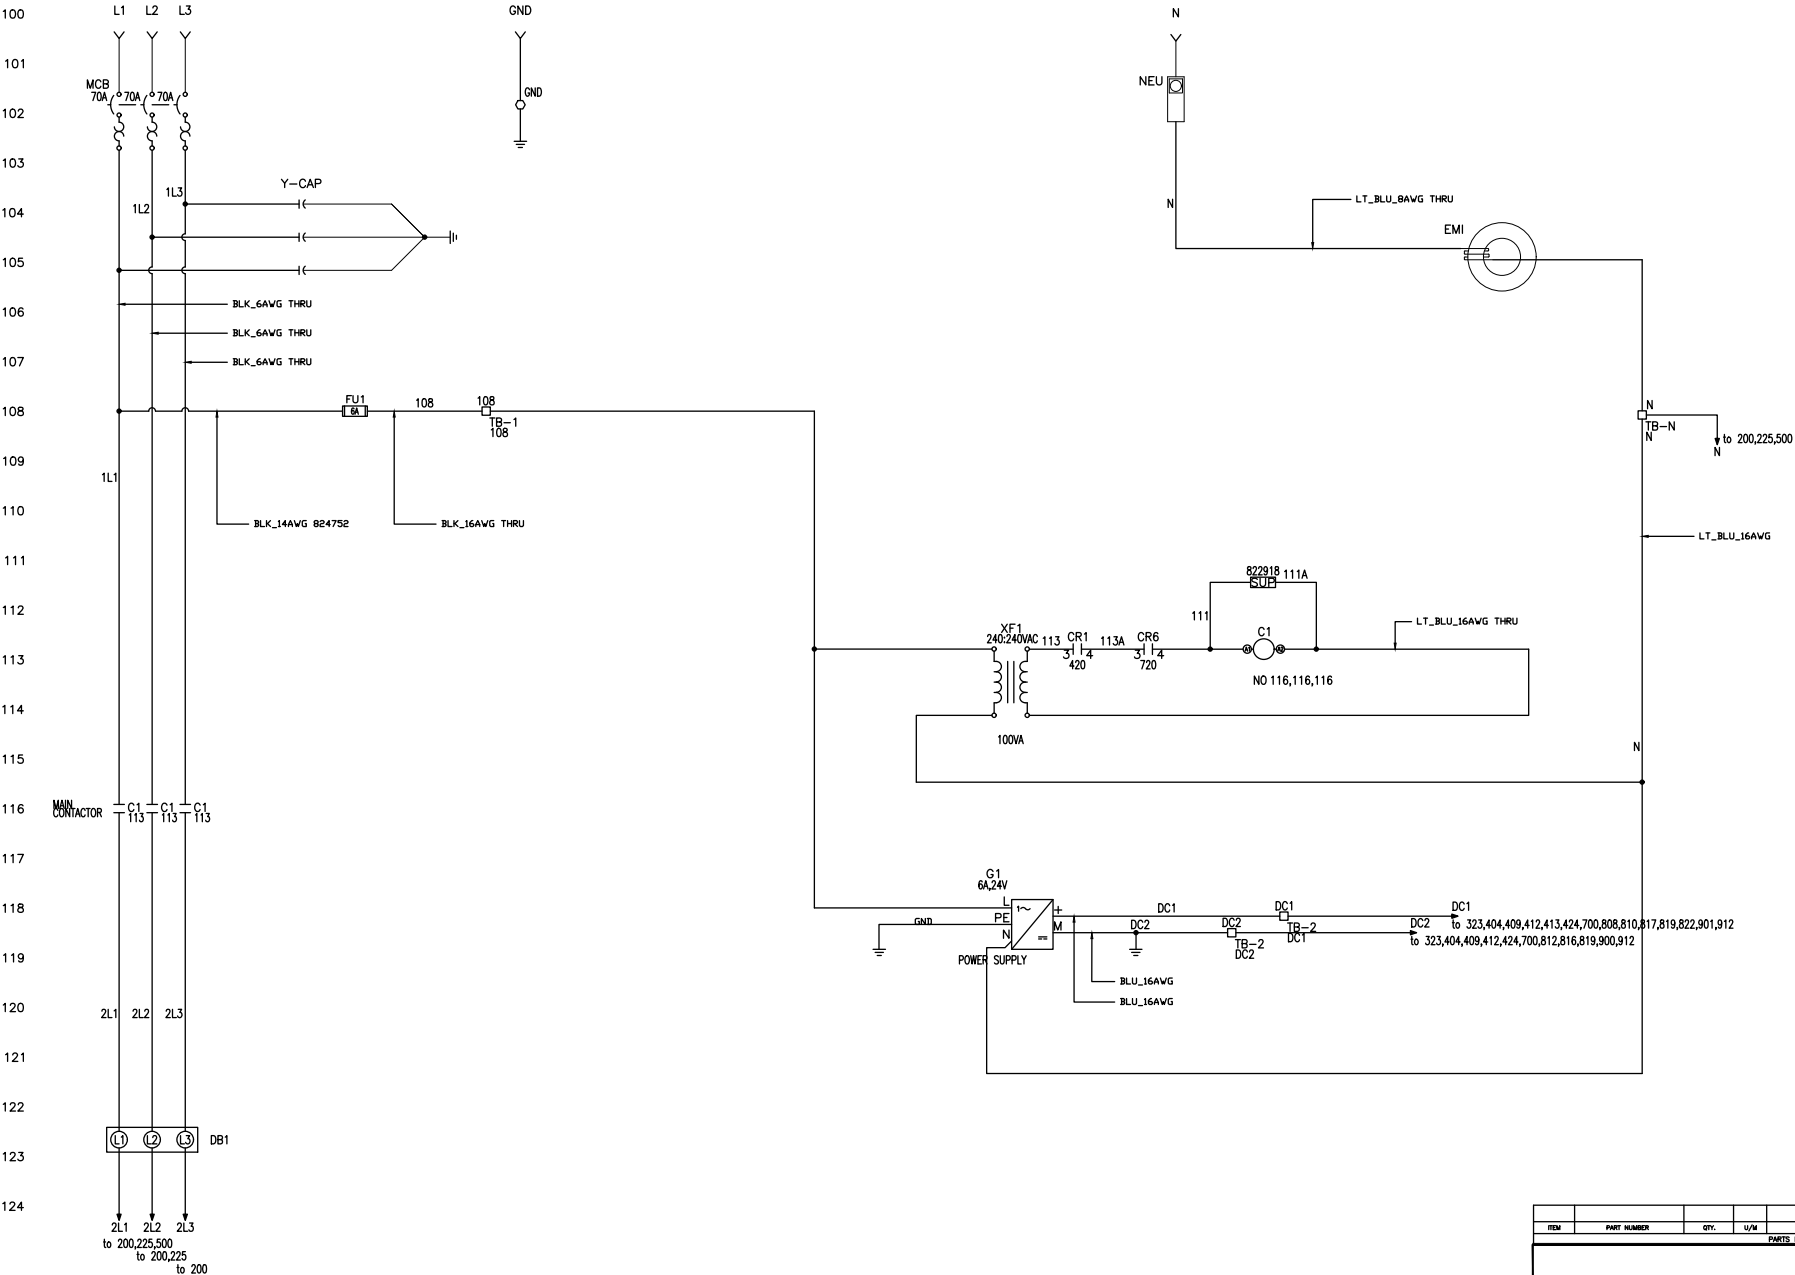 100 L1 L2 L3 GND N
101
MCB
70A 70A 70A
NEU
GND
102
103
Y-CAP
1L3
1L2
104
N
LT_BLU_8AWG THRU
EMI
105
BLK_6AWG THRU
106
BLK_6AWG THRU
107
BLK_6AWG THRU
FU1
6A
108
108
108
TB-1
108
N
TB-N
N
to 200,225,500
N
109
1L1
110
BLK_14AWG 824752
BLK_16AWG THRU
LT_BLU_16AWG
111
822918
SUP
111A
112
111
LT_BLU_16AWG THRU
XF1
240:240VAC
113
CR1
3 4
420
113A
CR6
3 4
720
C1
A1 A2
113
NO 116,116,116
114
100VA
N
115
116
MAIN
CONTACTOR
C1
113
C1
113
C1
113
117
G1
6A,24V
118
L
PE
N
1~
+
M
GND
DC1
DC1
TB-2
DC1
DC1
to 323,404,409,412,413,424,700,808,810,817,819,822,901,912
DC2
DC2
TB-2
DC2
DC2
to 323,404,409,412,424,700,812,816,819,900,912
119
POWER SUPPLY
BLU_16AWG
BLU_16AWG
120
2L1 2L2 2L3
121
122
L1 L2 L3 DB1
123
124
2L1 2L2 2L3
to 200,225,500
to 200,225
to 200
ITEM PART NUMBER QTY. U/M
PARTS